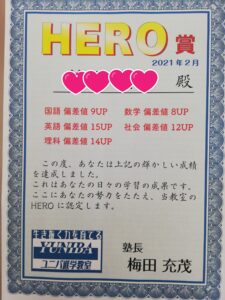 HERO賞
2021年2月
殿
国語 偏差値 9UP 数学 偏差値 8UP
英語 偏差値 15UP 社会 偏差値 12UP
理科 偏差値 14UP
この度、あなたは上記の輝かしい成績
を達成しました。
これはあなたの日々の学習の成果です。
ここにあなたの努力をたたえ、当教室の
HERO に認定します。
生き抜く力を育てる
YUNIBA
ユニバ進学教室
塾長
梅田 充茂